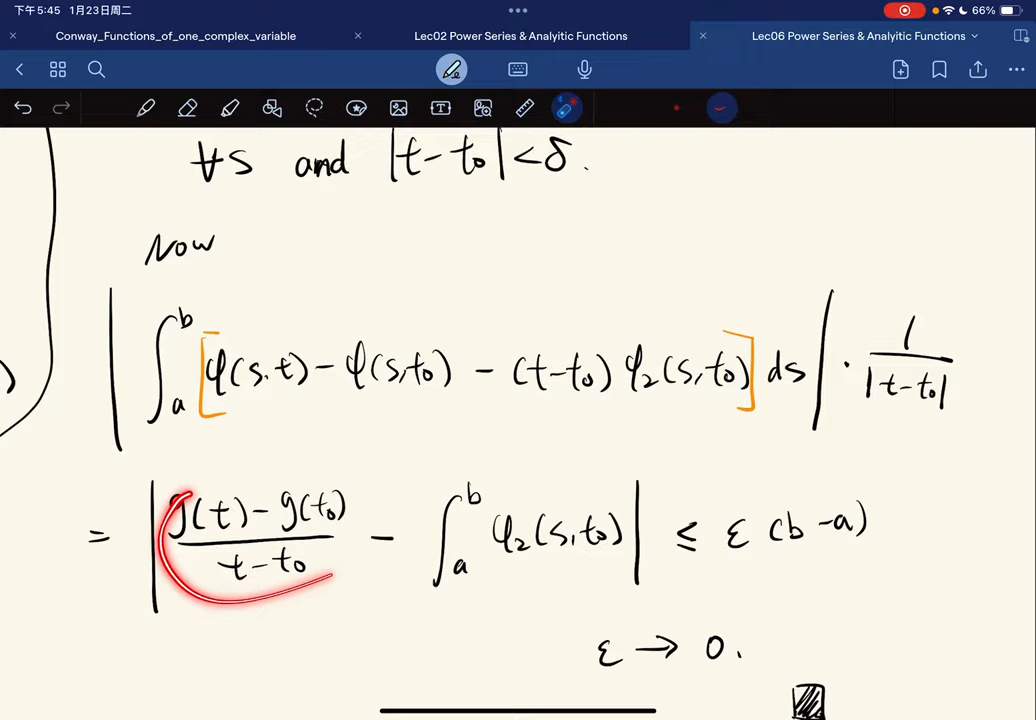 下午5:45 1月23日周二 66%
Conway_Functions_of_one_complex_variable
Lec02 Power Series & Analyitic Functions
Lec06 Power Series & Analyitic Functions
∀s and |t-t₀|<δ.
Now
| ∫ₐᵇ [φ(s,t) - φ(s,t₀) - (t-t₀) φ₂(s,t₀)] ds | · 1/|t-t₀|
= | (g(t) - g(t₀))/(t-t₀) - ∫ₐᵇ φ₂(s,t₀) | ≤ ε (b-a)
ε → 0.